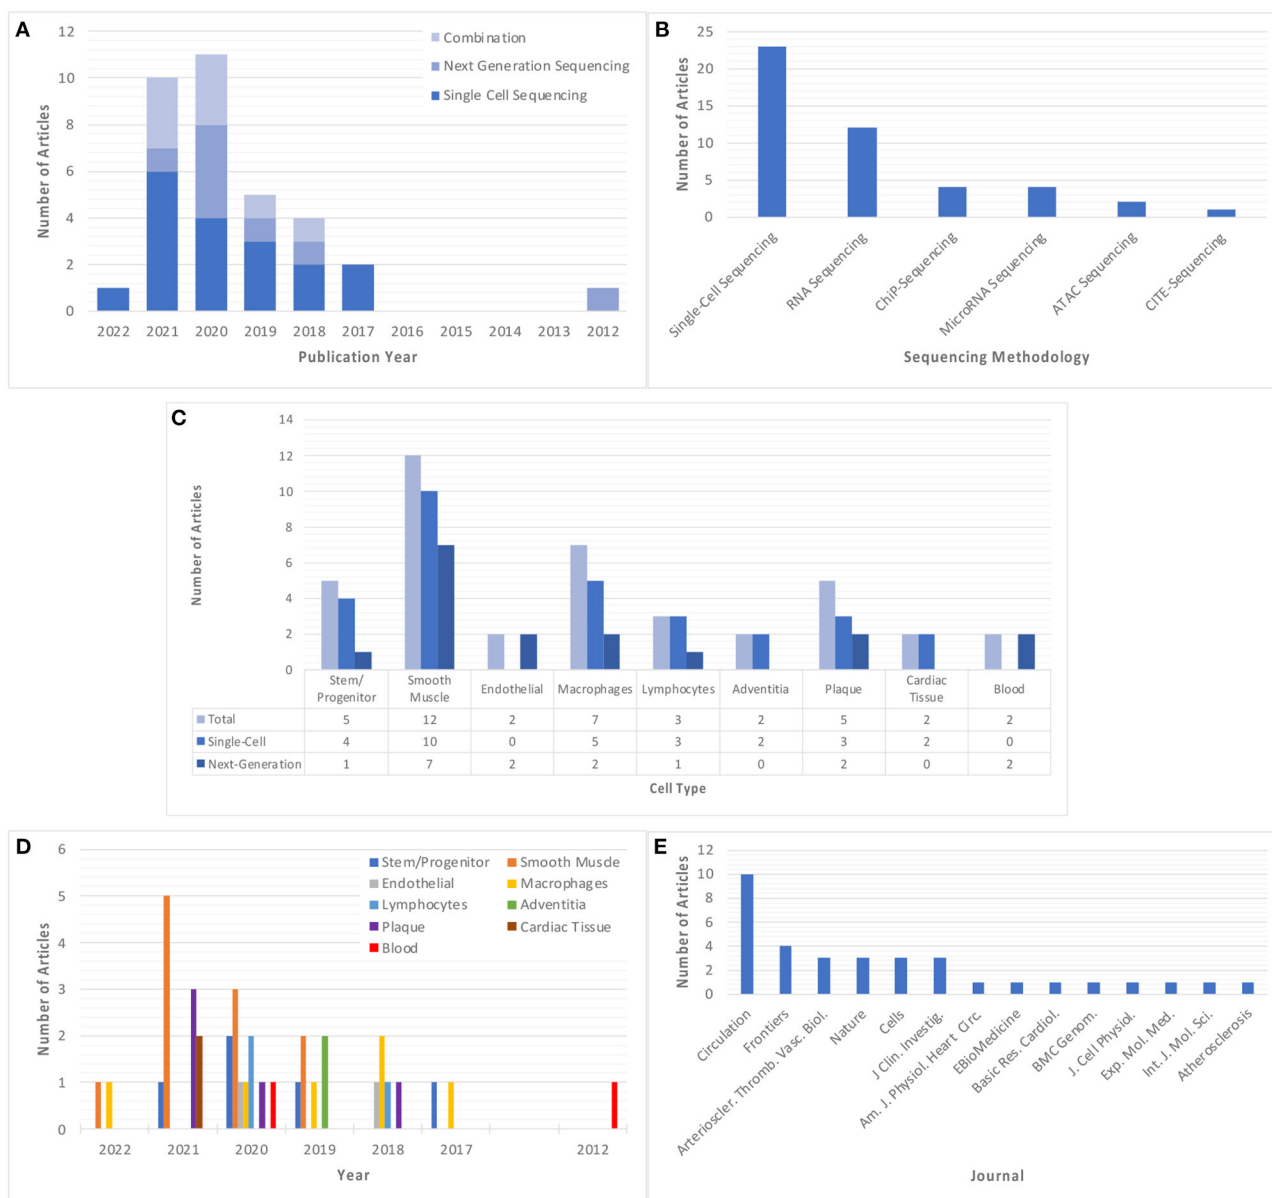 A
12
10
8
6
4
2
0
Number of Articles
Combination
Next Generation Sequencing
Single Cell Sequencing
2022 2021 2020 2019 2018 2017 2016 2015 2014 2013 2012
Publication Year
B
25
20
15
10
5
0
Number of Articles
Single-Cell Sequencing
RNA Sequencing
ChiP-Sequencing
MicroRNA Sequencing
ATAC Sequencing
CITE-Sequencing
Sequencing Methodology
C
14
12
10
8
6
4
2
0
Number of Articles
Stem/ Smooth Endothelial Macrophages Lymphocytes Adventitia Plaque Cardiac Blood
Progenitor Muscle Tissue
Total 5 12 2 7 3 2 5 2 2
Single-Cell 4 10 0 5 3 2 3 2 0
Next-Generation 1 7 2 2 1 0 2 0 2
Cell Type
D
6
5
4
3
2
1
0
Number of Articles
Stem/Progenitor Smooth Muscle
Endothelial Macrophages
Lymphocytes Adventitia
Plaque Cardiac Tissue
Blood
2022 2021 2020 2019 2018 2017 2012
Year
E
12
10
8
6
4
2
0
Number of Articles
Circulation
Frontiers
Arterioscler. Thromb. Vasc. Biol.
Nature
Cells
J Clin. Investig.
Am. J. Physiol. Heart CIrc.
EBioMedicine
Basic Res. Cardiol.
BMC Genom.
J. Cell Physiol.
Exp. Mol. Med.
Int. J. Mol. Sci.
Atherosclerosis
Journal